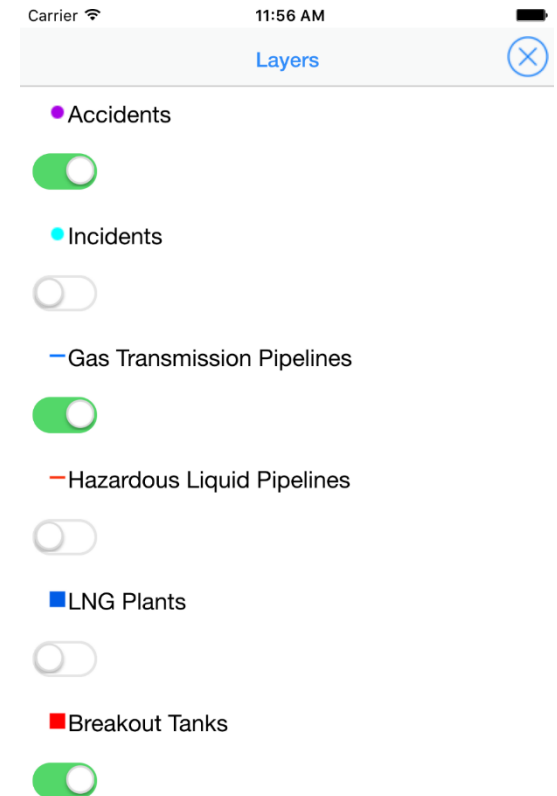 Carrier 11:56 AM
Layers
Accidents
Incidents
Gas Transmission Pipelines
Hazardous Liquid Pipelines
LNG Plants
Breakout Tanks